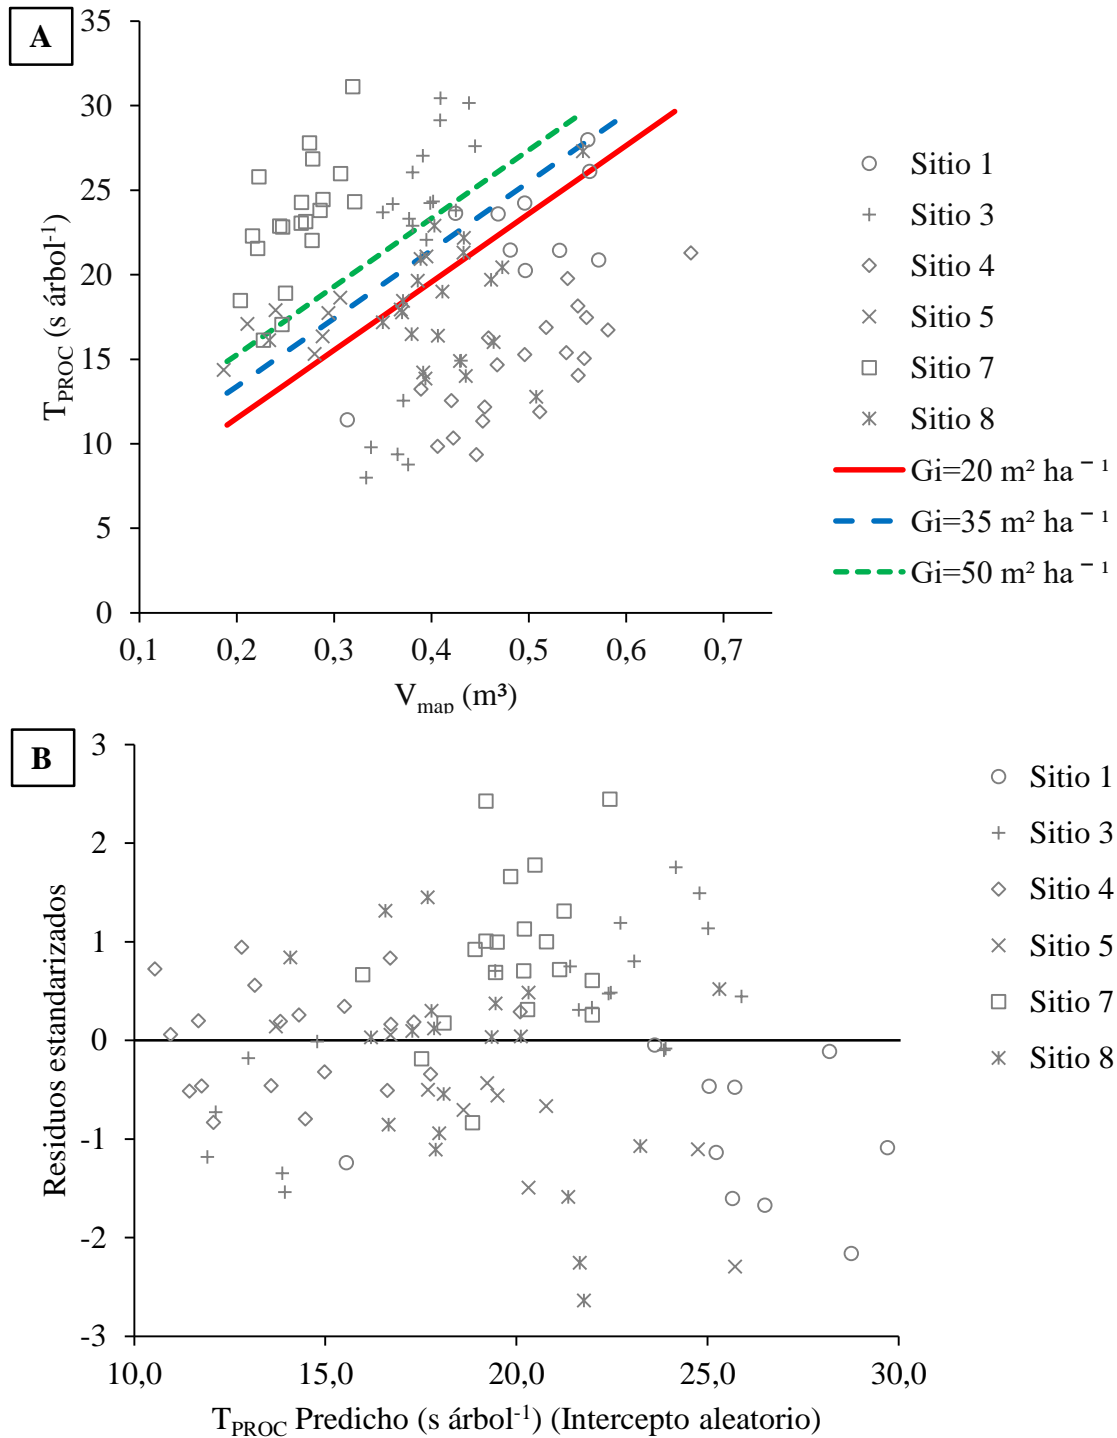 A
35
30
25
20
15
10
5
0
T_PROC (s árbol⁻¹)
0,1 0,2 0,3 0,4 0,5 0,6 0,7
V_map (m³)
Sitio 1
Sitio 3
Sitio 4
Sitio 5
Sitio 7
Sitio 8
Gi=20 m² ha⁻¹
Gi=35 m² ha⁻¹
Gi=50 m² ha⁻¹
B
3
2
1
0
-1
-2
-3
Residuos estandarizados
10,0 15,0 20,0 25,0 30,0
T_PROC Predicho (s árbol⁻¹) (Intercepto aleatorio)
Sitio 1
Sitio 3
Sitio 4
Sitio 5
Sitio 7
Sitio 8